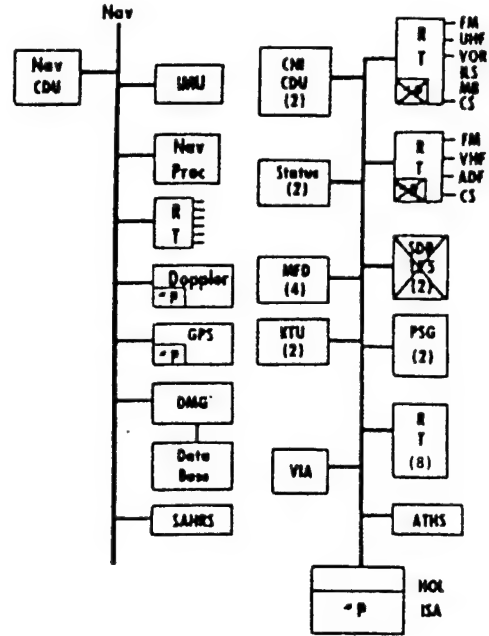 Nav
Nav
CDU
IMU
Nav
Proc
R
T
Doppler
μP
GPS
μP
DMG
Data
Base
SAHRS
CNI
CDU
(2)
Status
(2)
MFD
(4)
KTU
(2)
VIA
R
T
FM
UHF
VOR
ILS
MB
CS
R
T
FM
VHF
ADF
CS
(2)
PSG
(2)
R
T
(8)
ATHS
μP
HOL
ISA